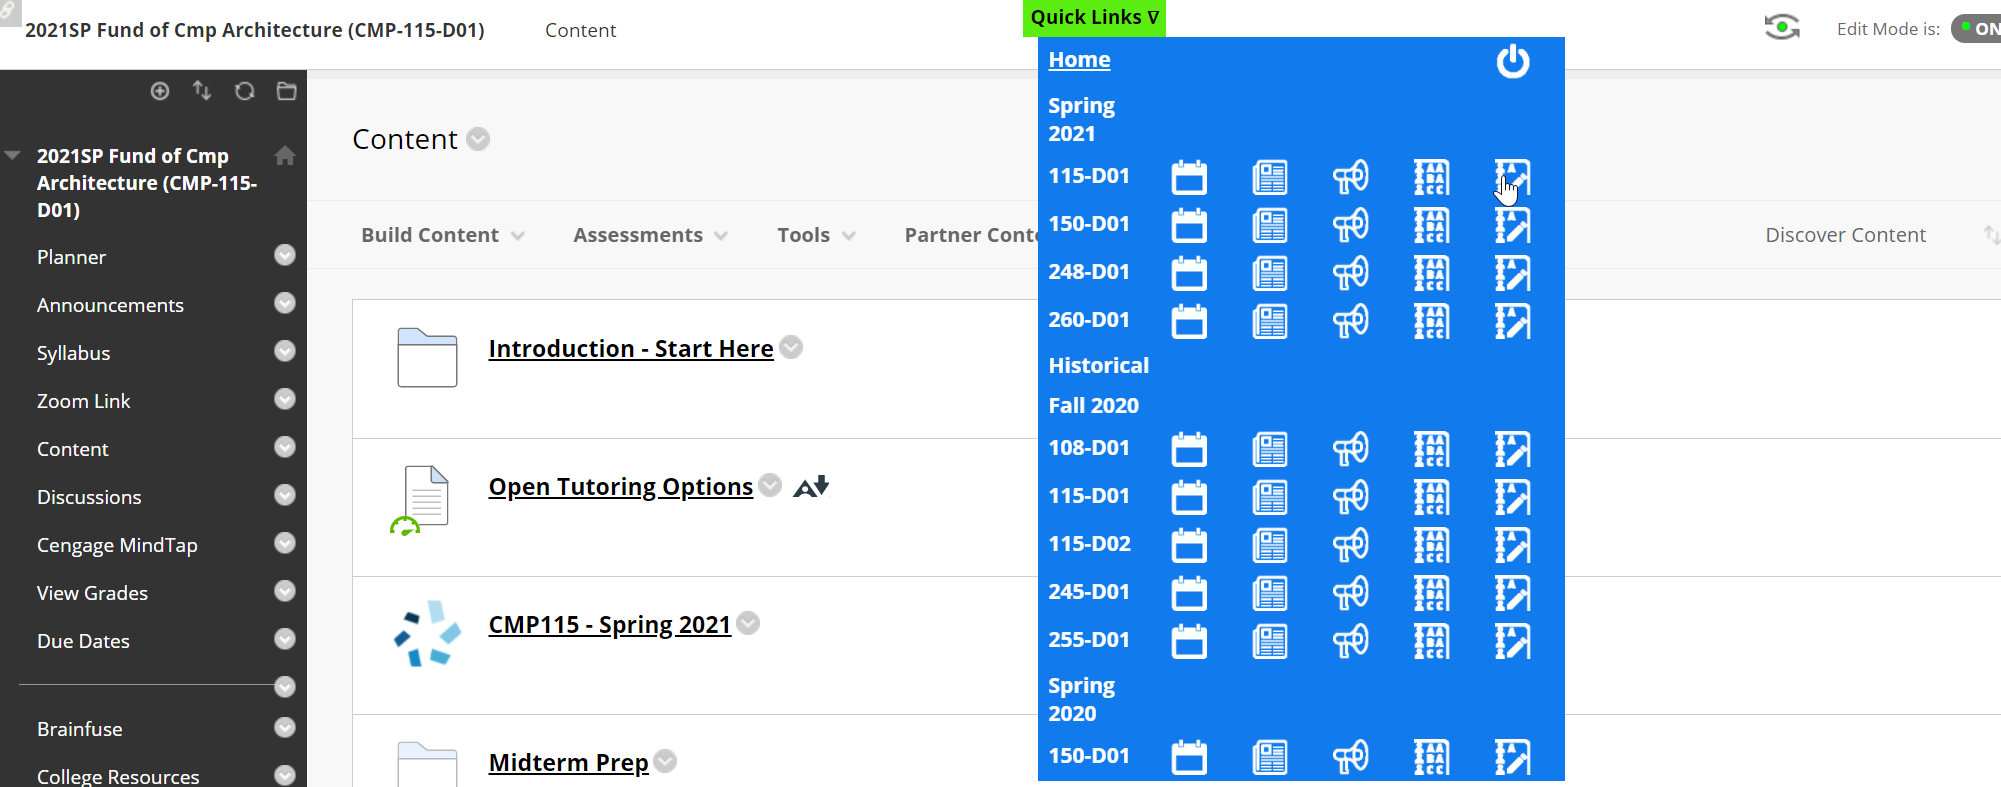 2021SP Fund of Cmp Architecture (CMP-115-D01)
Content
Quick Links ∇
Edit Mode is:
ON
2021SP Fund of Cmp
Architecture (CMP-115-
D01)
Planner
Announcements
Syllabus
Zoom Link
Content
Discussions
Cengage MindTap
View Grades
Due Dates
Brainfuse
College Resources
Content
Build Content
Assessments
Tools
Partner Conte
Discover Content
Introduction - Start Here
Open Tutoring Options
CMP115 - Spring 2021
Midterm Prep
Home
Spring
2021
115-D01
150-D01
248-D01
260-D01
Historical
Fall 2020
108-D01
115-D01
115-D02
245-D01
255-D01
Spring
2020
150-D01